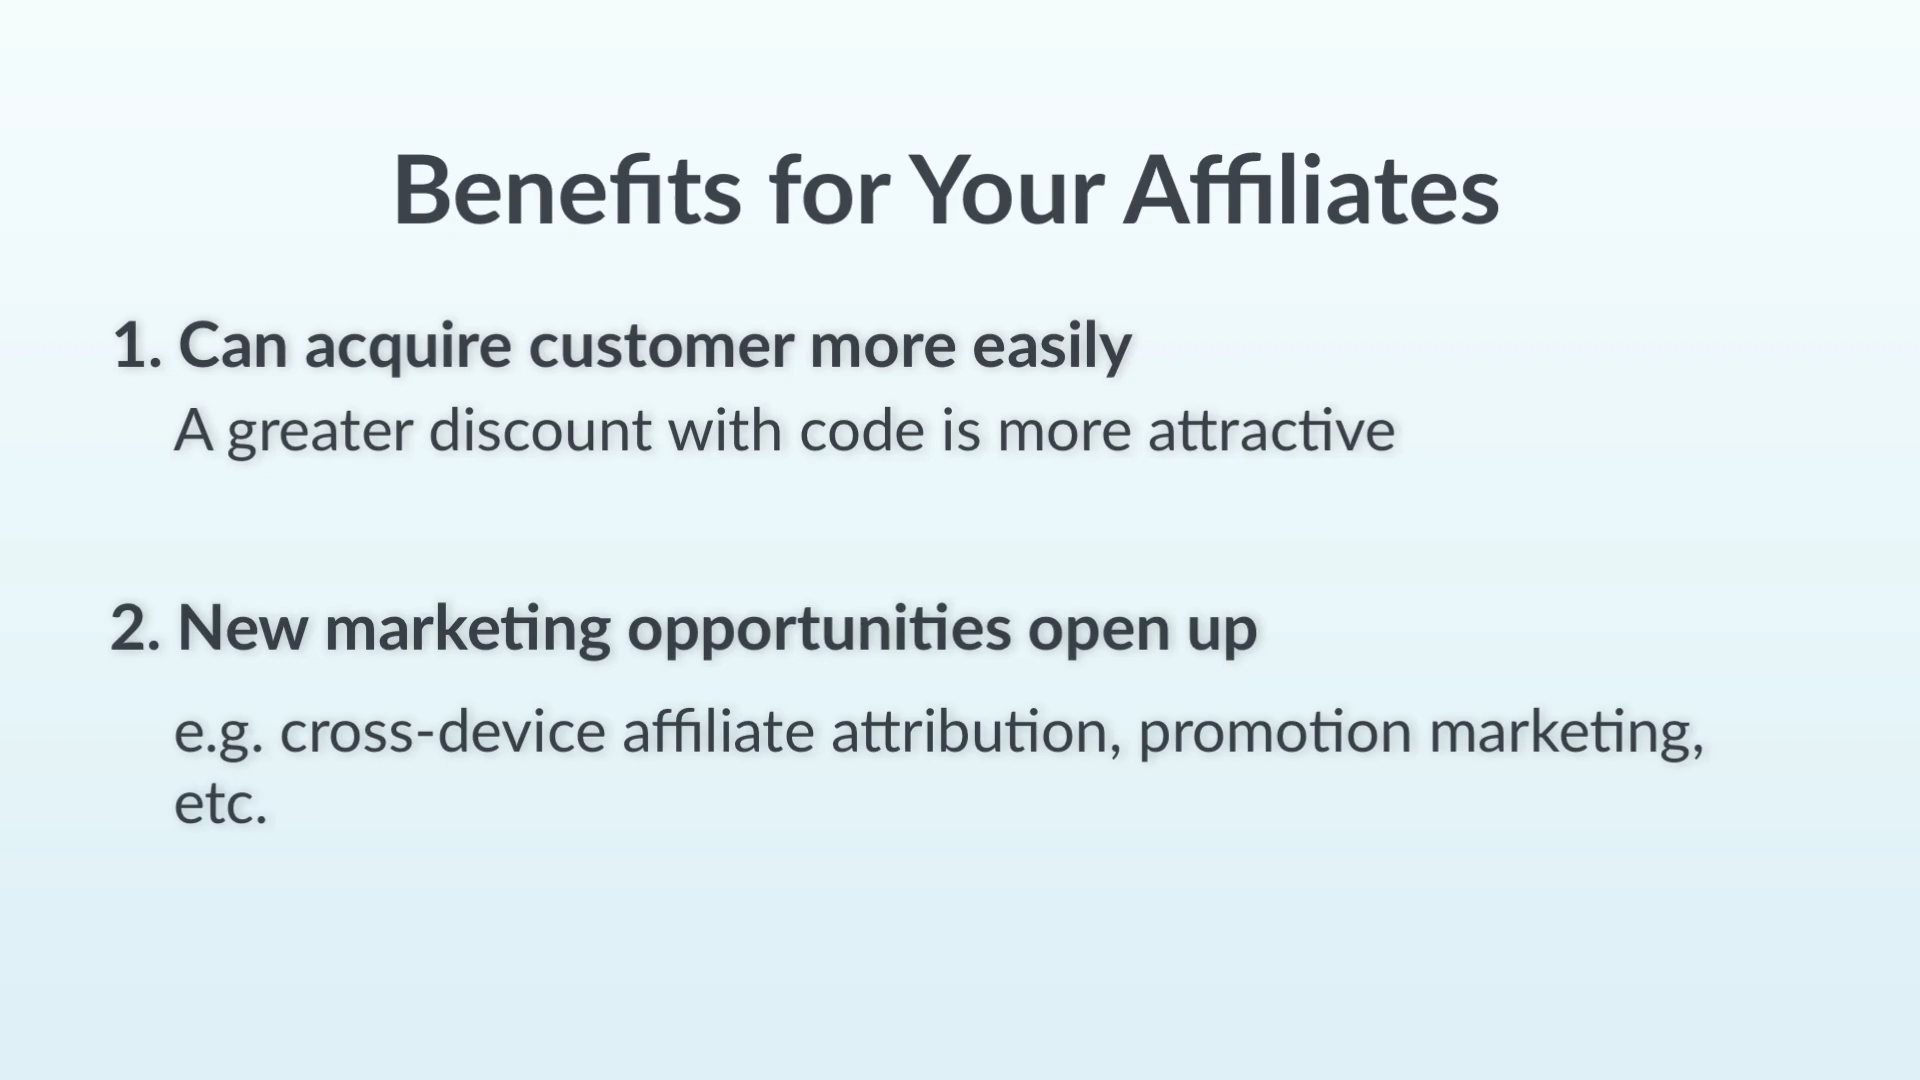 Benefits for Your Affiliates
1. Can acquire customer more easily
A greater discount with code is more attractive
2. New marketing opportunities open up
e.g. cross-device affiliate attribution, promotion marketing,
etc.